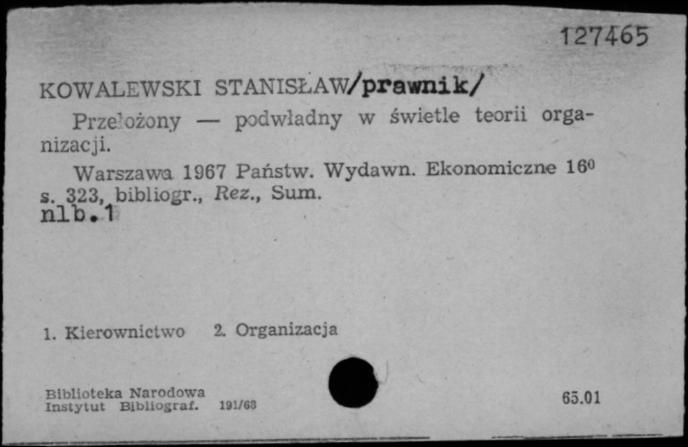 127465
KOWALEWSKI STANISŁAW/prawnik/
Przełożony — podwładny w świetle teorii orga-
nizacji.
Warszawa 1967 Państw. Wydawn. Ekonomiczne 16⁰
s. 323, bibliogr., Rez., Sum.
nlb.1
1. Kierownictwo 2. Organizacja
Biblioteka Narodowa
Instytut Bibliograf. 191/68
65.01